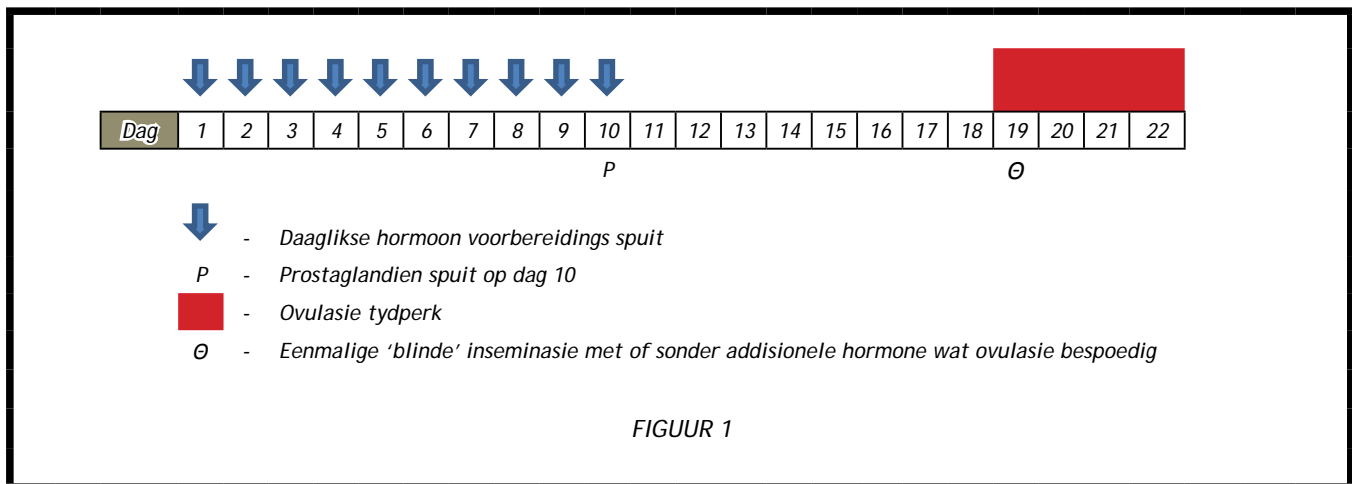 Dag 1 2 3 4 5 6 7 8 9 10 11 12 13 14 15 16 17 18 19 20 21 22
P Θ
- Daaglikse hormoon voorbereidings spuit
P - Prostaglandien spuit op dag 10
- Ovulasie tydperk
Θ - Eenmalige ‘blinde’ inseminasie met of sonder addisionele hormone wat ovulasie bespoedig
FIGUUR 1